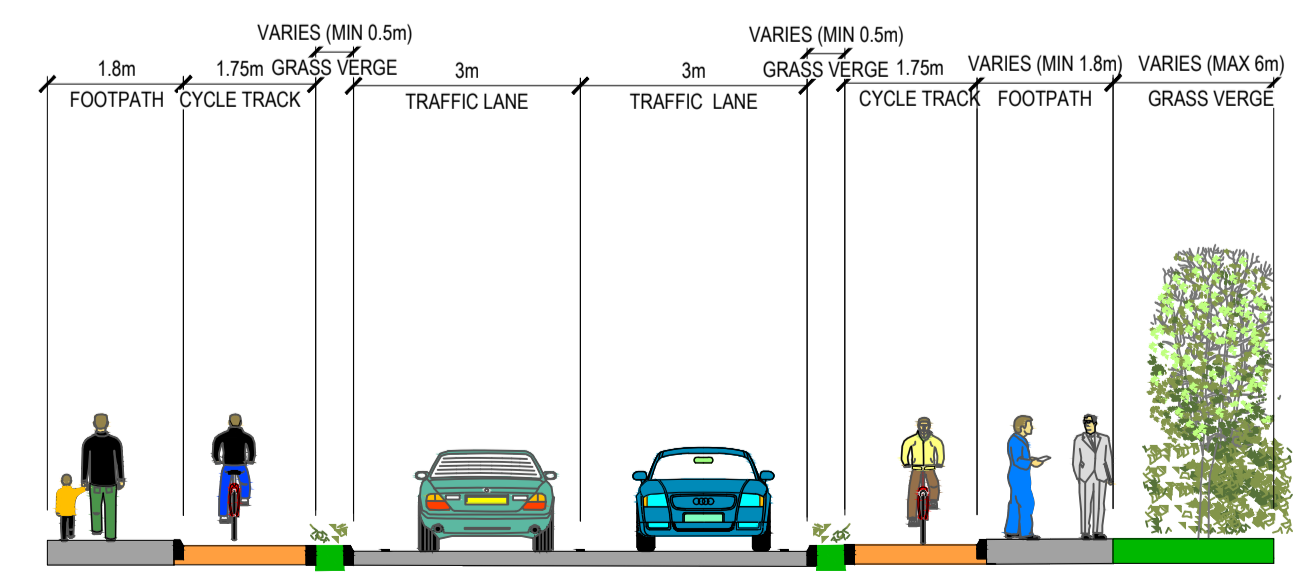 VARIES (MIN 0.5m)
GRASS VERGE
1.8m
FOOTPATH
1.75m
CYCLE TRACK
3m
TRAFFIC LANE
3m
TRAFFIC LANE
VARIES (MIN 0.5m)
GRASS VERGE
1.75m
CYCLE TRACK
VARIES (MIN 1.8m)
FOOTPATH
VARIES (MAX 6m)
GRASS VERGE